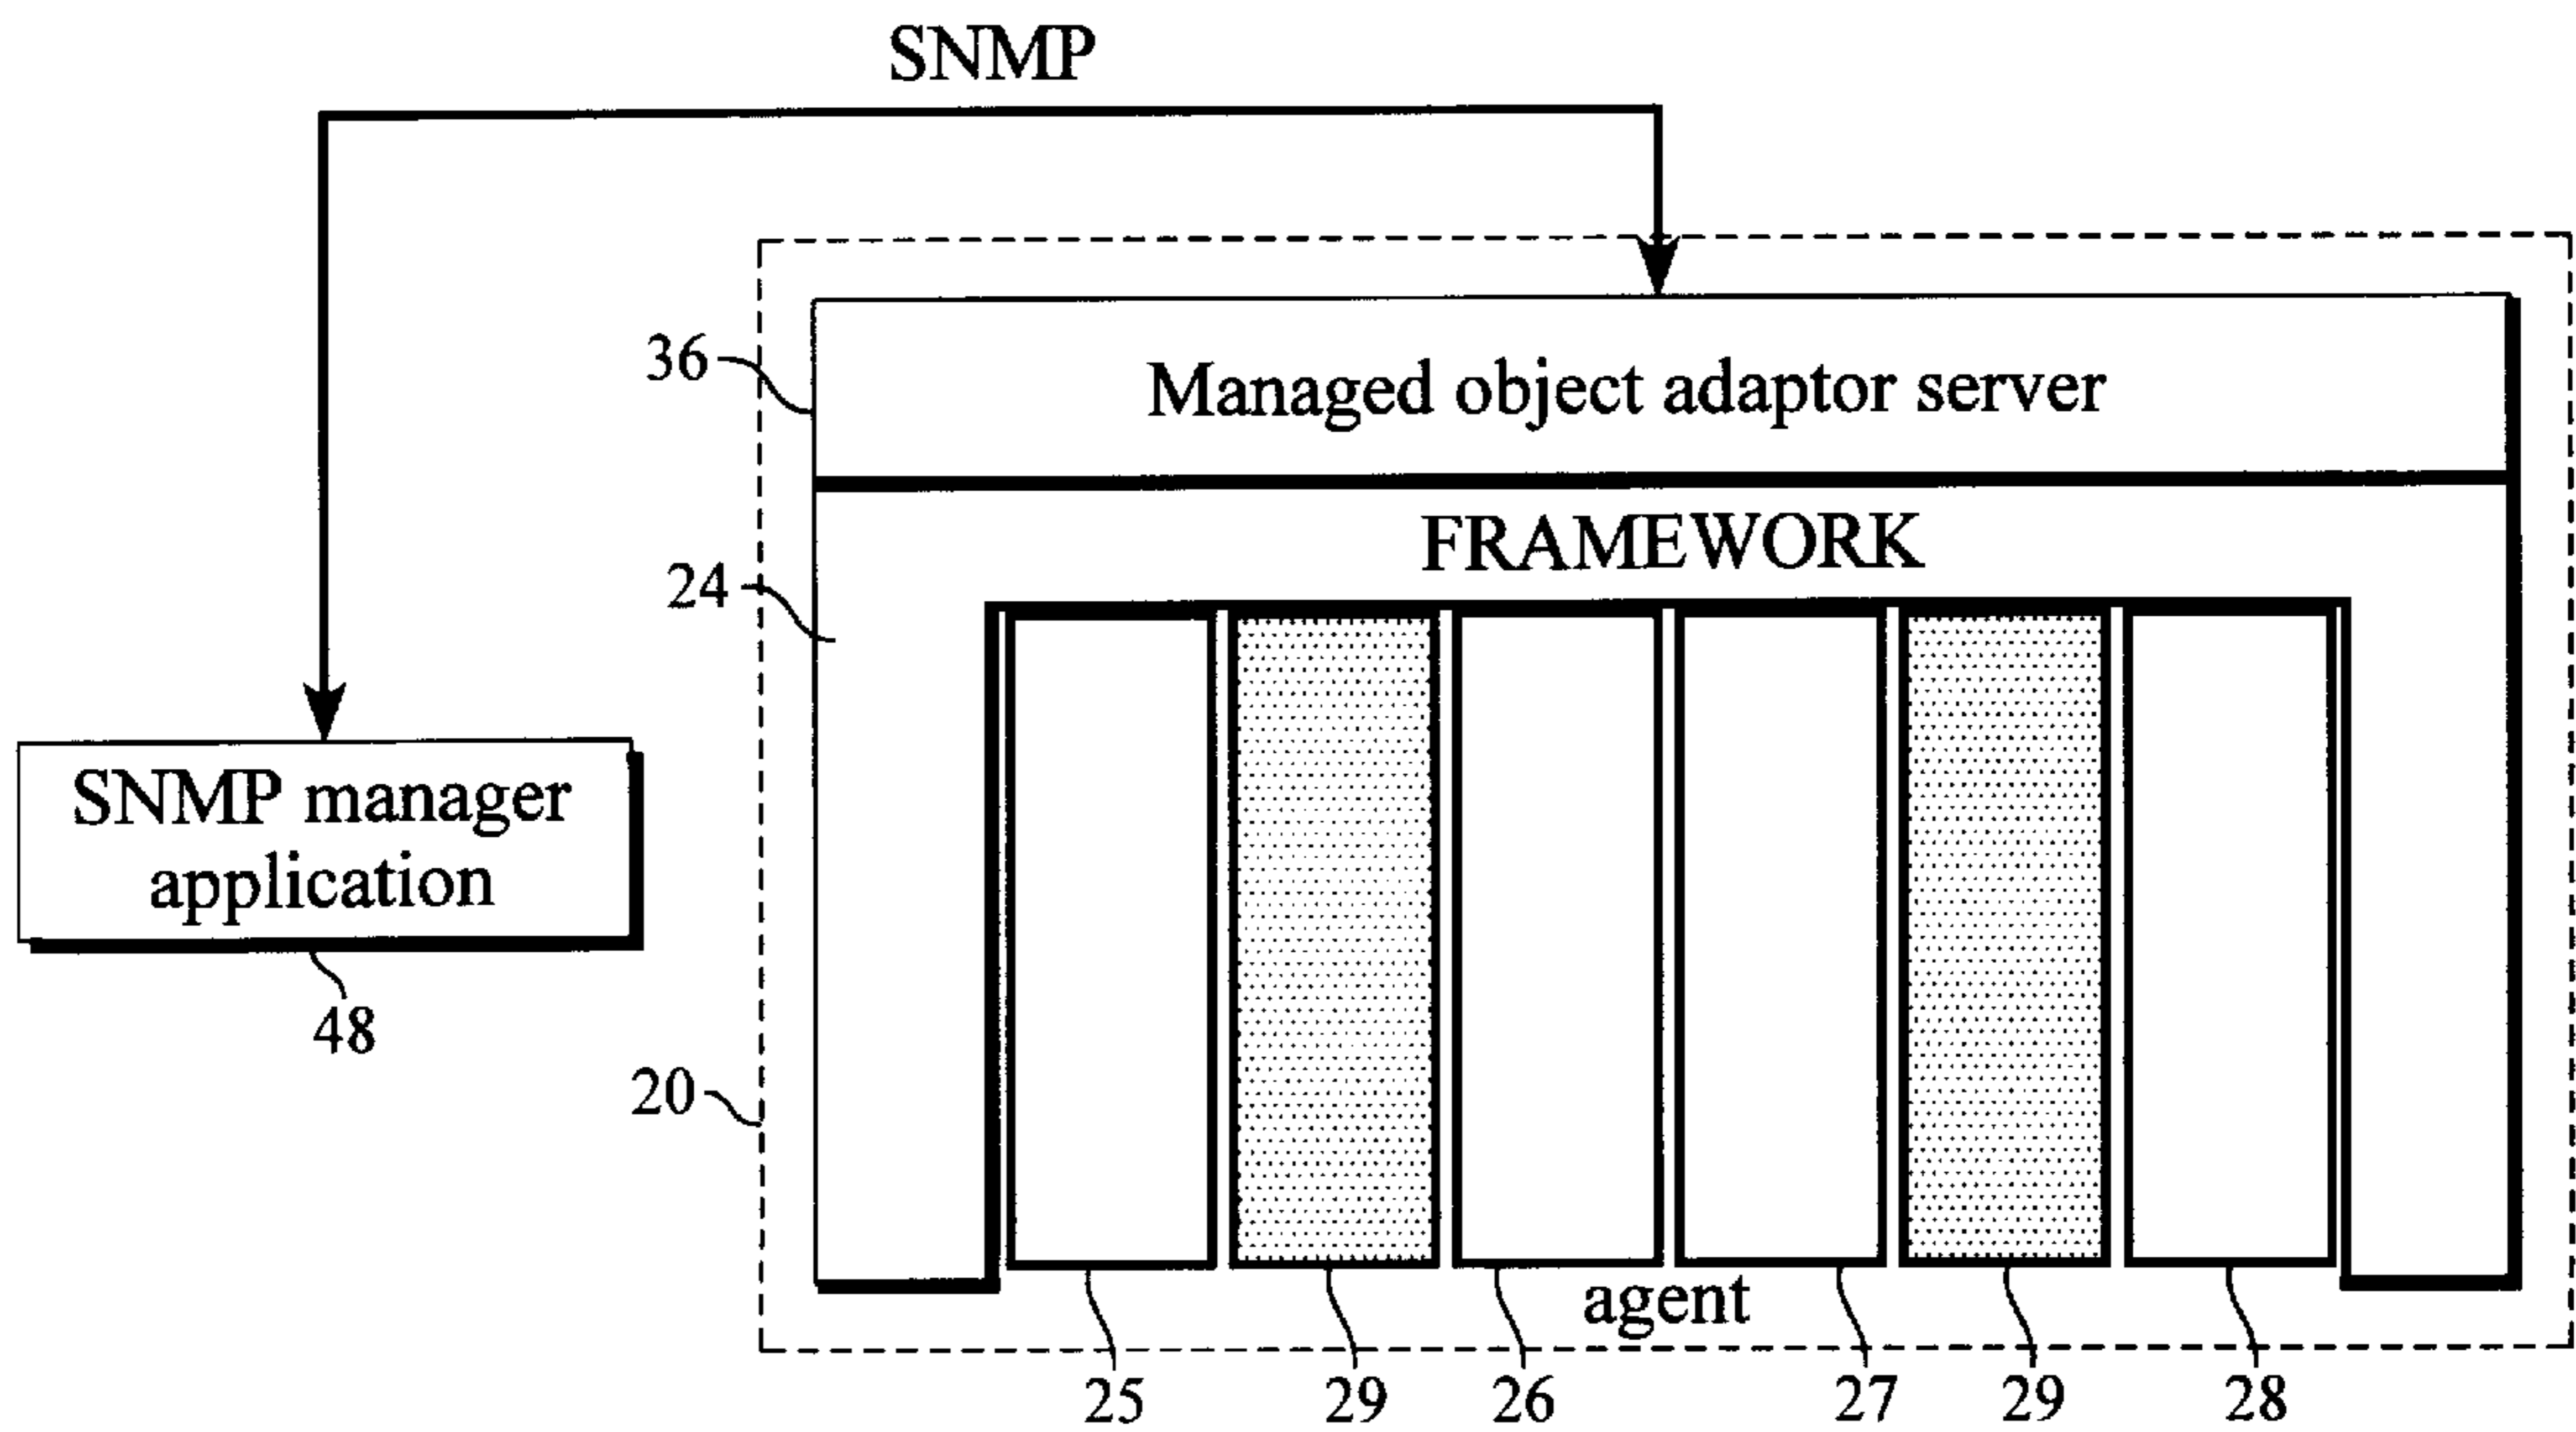 SNMP
36
Managed object adaptor server
FRAMEWORK
24
SNMP manager
application
48
20
agent
25
29
26
27
29
28